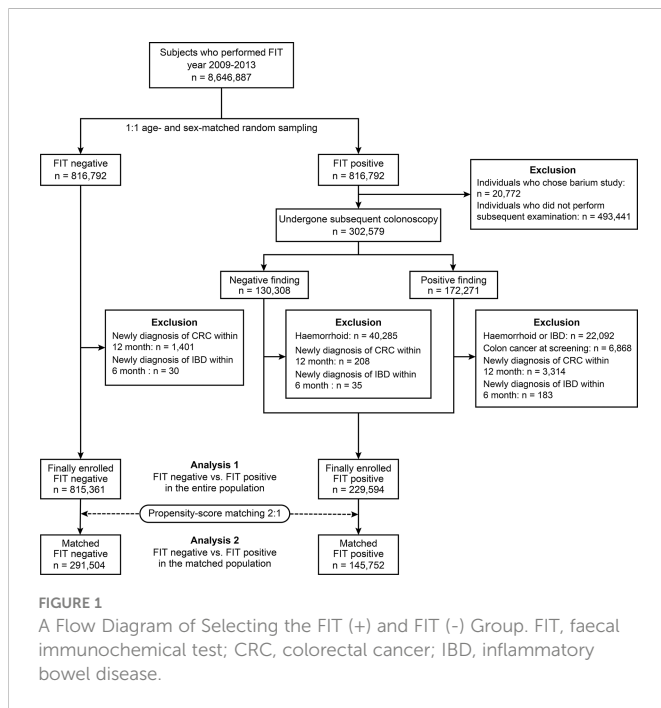 Subjects who performed FIT
year 2009-2013
n = 8,646,887
1:1 age- and sex-matched random sampling
FIT negative
n = 816,792
FIT positive
n = 816,792
Exclusion
Individuals who chose barium study:
n = 20,772
Individuals who did not perform
subsequent examination: n = 493,441
Undergone subsequent colonoscopy
n = 302,579
Negative finding
n = 130,308
Positive finding
n = 172,271
Exclusion
Newly diagnosis of CRC within
12 month: n = 1,401
Newly diagnosis of IBD within
6 month : n = 30
Exclusion
Haemorrhoid: n = 40,285
Newly diagnosis of CRC within
12 month: n = 208
Newly diagnosis of IBD within
6 month : n = 35
Exclusion
Haemorrhoid or IBD: n = 22,092
Colon cancer at screening: n = 6,868
Newly diagnosis of CRC within
12 month: n = 3,314
Newly diagnosis of IBD within
6 month: n = 183
Finally enrolled
FIT negative
n = 815,361
Analysis 1
FIT negative vs. FIT positive
in the entire population
Finally enrolled
FIT positive
n = 229,594
Propensity-score matching 2:1
Matched
FIT negative
n = 291,504
Analysis 2
FIT negative vs. FIT positive
in the matched population
Matched
FIT positive
n = 145,752
FIGURE 1
A Flow Diagram of Selecting the FIT (+) and FIT (-) Group. FIT, faecal
immunochemical test; CRC, colorectal cancer; IBD, inflammatory
bowel disease.